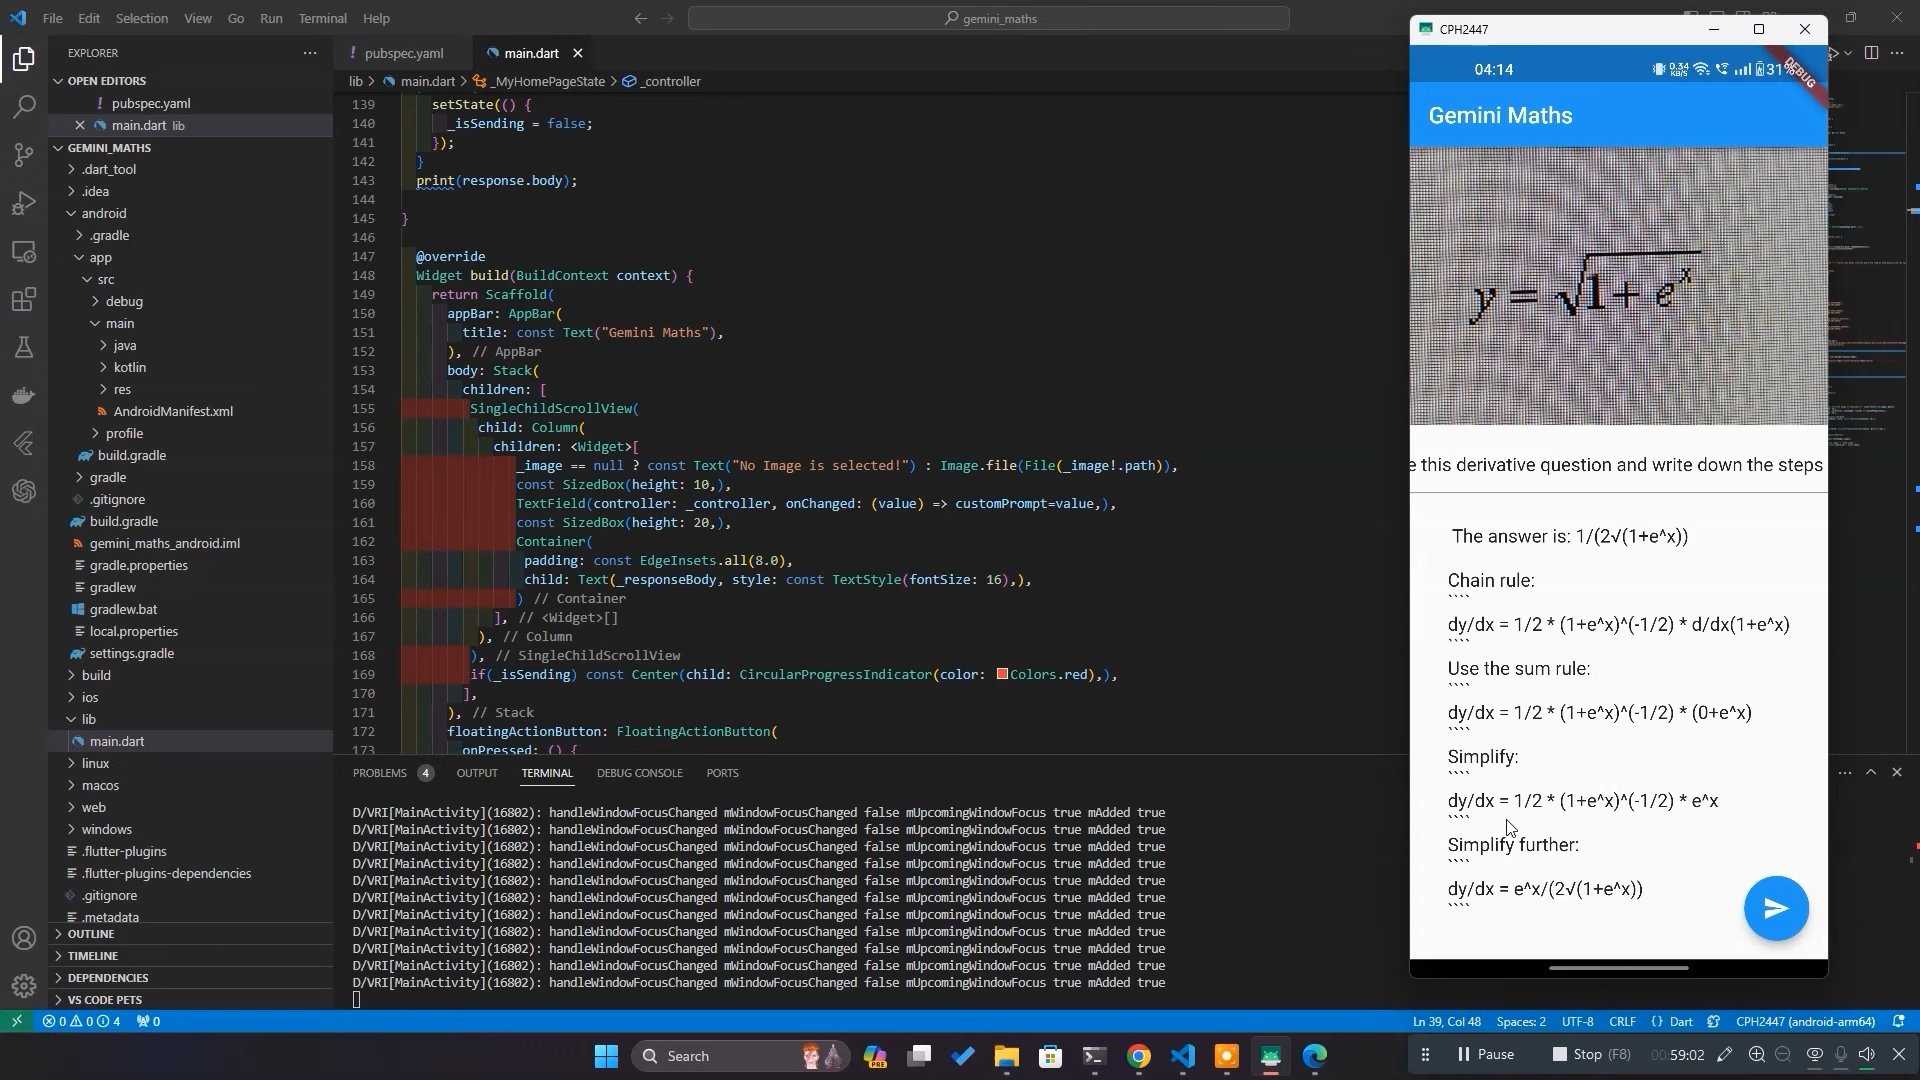 File Edit Selection View Go Run Terminal Help
gemini_maths
EXPLORER
OPEN EDITORS
! pubspec.yaml
main.dart lib
GEMINI_MATHS
.dart_tool
.idea
android
.gradle
app
src
debug
main
java
kotlin
res
AndroidManifest.xml
profile
build.gradle
gradle
.gitignore
build.gradle
gemini_maths_android.iml
gradle.properties
gradlew
gradlew.bat
local.properties
settings.gradle
build
ios
lib
main.dart
linux
macos
web
windows
.flutter-plugins
.flutter-plugins-dependencies
.gitignore
.metadata
OUTLINE
TIMELINE
DEPENDENCIES
VS CODE PETS
! pubspec.yaml
main.dart
lib > main.dart > _MyHomePageState > _controller
139 setState(() {
140 _isSending = false;
141 });
142 }
143 print(response.body);
144
145 }
146
147 @override
148 Widget build(BuildContext context) {
149 return Scaffold(
150 appBar: AppBar(
151 title: const Text("Gemini Maths"),
152 ), // AppBar
153 body: Stack(
154 children: [
155 SingleChildScrollView(
156 child: Column(
157 children: <Widget>[
158 _image == null ? const Text("No Image is selected!") : Image.file(File(_image!.path)),
159 const SizedBox(height: 10,),
160 TextField(controller: _controller, onChanged: (value) => customPrompt=value,),
161 const SizedBox(height: 20,),
162 Container(
163 padding: const EdgeInsets.all(8.0),
164 child: Text(_responseBody, style: const TextStyle(fontSize: 16),),
165 ) // Container
166 ], // <Widget>[]
167 ), // Column
168 ), // SingleChildScrollView
169 if(_isSending) const Center(child: CircularProgressIndicator(color: Colors.red),),
170 ],
171 ), // Stack
172 floatingActionButton: FloatingActionButton(
173 onPressed: () {
PROBLEMS 4 OUTPUT TERMINAL DEBUG CONSOLE PORTS
D/VRI[MainActivity](16802): handleWindowFocusChanged mWindowFocusChanged false mUpcomingWindowFocus true mAdded true
D/VRI[MainActivity](16802): handleWindowFocusChanged mWindowFocusChanged false mUpcomingWindowFocus true mAdded true
D/VRI[MainActivity](16802): handleWindowFocusChanged mWindowFocusChanged false mUpcomingWindowFocus true mAdded true
D/VRI[MainActivity](16802): handleWindowFocusChanged mWindowFocusChanged false mUpcomingWindowFocus true mAdded true
D/VRI[MainActivity](16802): handleWindowFocusChanged mWindowFocusChanged false mUpcomingWindowFocus true mAdded true
D/VRI[MainActivity](16802): handleWindowFocusChanged mWindowFocusChanged false mUpcomingWindowFocus true mAdded true
D/VRI[MainActivity](16802): handleWindowFocusChanged mWindowFocusChanged false mUpcomingWindowFocus true mAdded true
D/VRI[MainActivity](16802): handleWindowFocusChanged mWindowFocusChanged false mUpcomingWindowFocus true mAdded true
D/VRI[MainActivity](16802): handleWindowFocusChanged mWindowFocusChanged false mUpcomingWindowFocus true mAdded true
D/VRI[MainActivity](16802): handleWindowFocusChanged mWindowFocusChanged false mUpcomingWindowFocus true mAdded true
D/VRI[MainActivity](16802): handleWindowFocusChanged mWindowFocusChanged false mUpcomingWindowFocus true mAdded true
CPH2447
04:14 0.34 KB/S 31%
DEBUG
Gemini Maths
y = √1+ e^x
e this derivative question and write down the steps
The answer is: 1/(2√(1+e^x))
Chain rule:
````
dy/dx = 1/2 * (1+e^x)^(-1/2) * d/dx(1+e^x)
````
Use the sum rule:
````
dy/dx = 1/2 * (1+e^x)^(-1/2) * (0+e^x)
````
Simplify:
````
dy/dx = 1/2 * (1+e^x)^(-1/2) * e^x
````
Simplify further:
````
dy/dx = e^x/(2√(1+e^x))
````
0 0 4 0
Ln 39, Col 48 Spaces: 2 UTF-8 CRLF {} Dart CPH2447 (android-arm64)
Search
PRE
Pause Stop (F8) 00:59:02